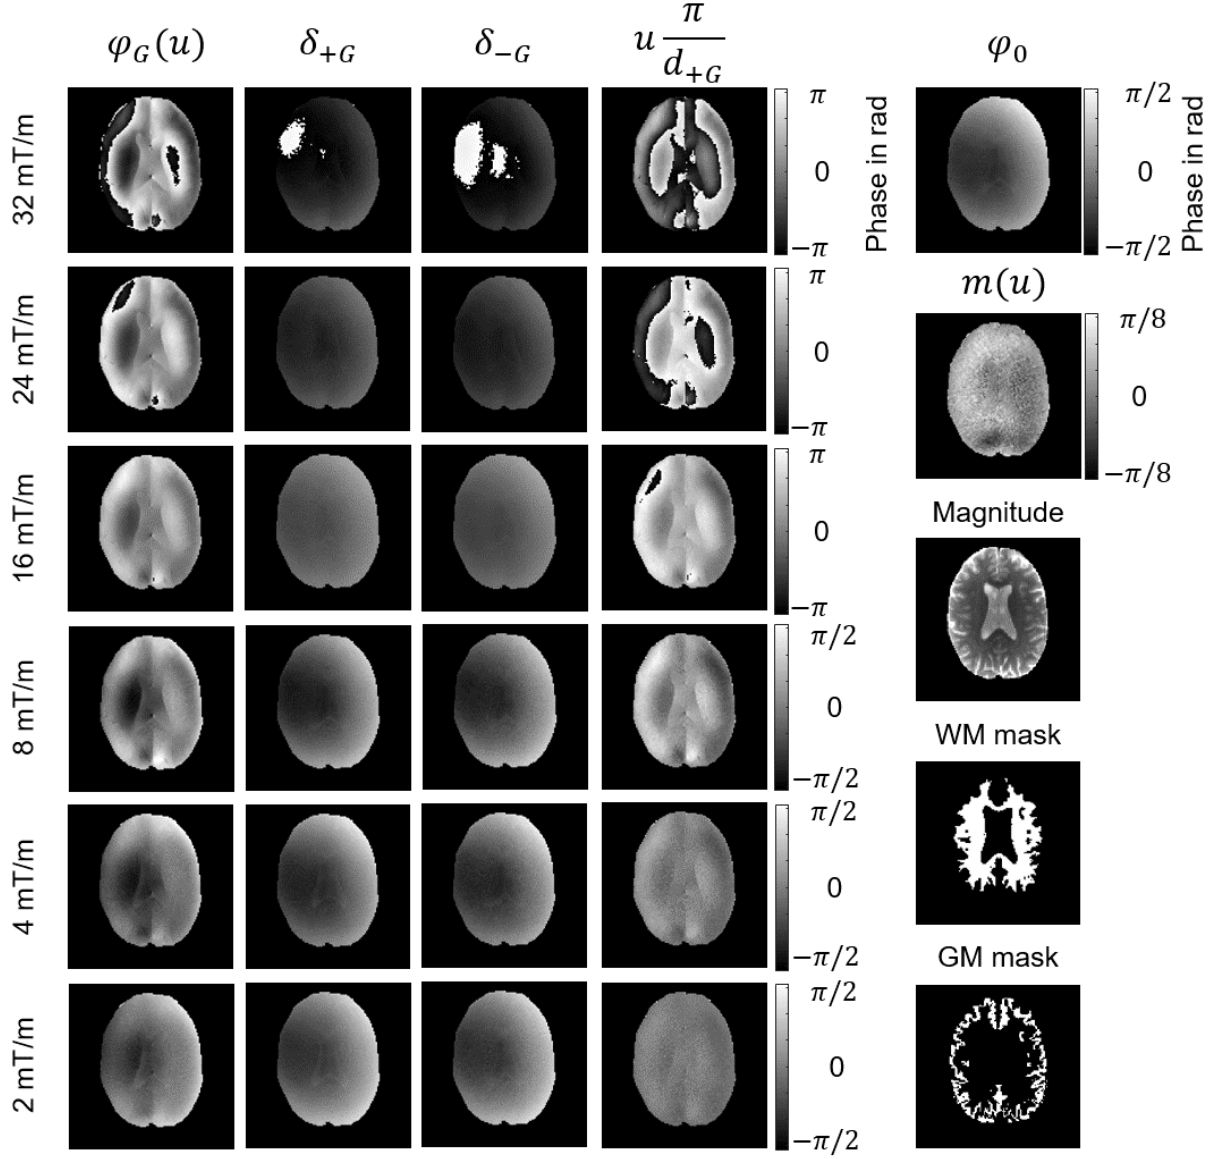 φ_G(u) δ_{+G} δ_{−G} u π/d_{+G} φ_0
32 mT/m π 0 −π Phase in rad π/2 0 −π/2 Phase in rad
m(u)
24 mT/m π 0 −π π/8 0 −π/8
16 mT/m π 0 −π
Magnitude
8 mT/m π/2 0 −π/2
WM mask
4 mT/m π/2 0 −π/2
GM mask
2 mT/m π/2 0 −π/2